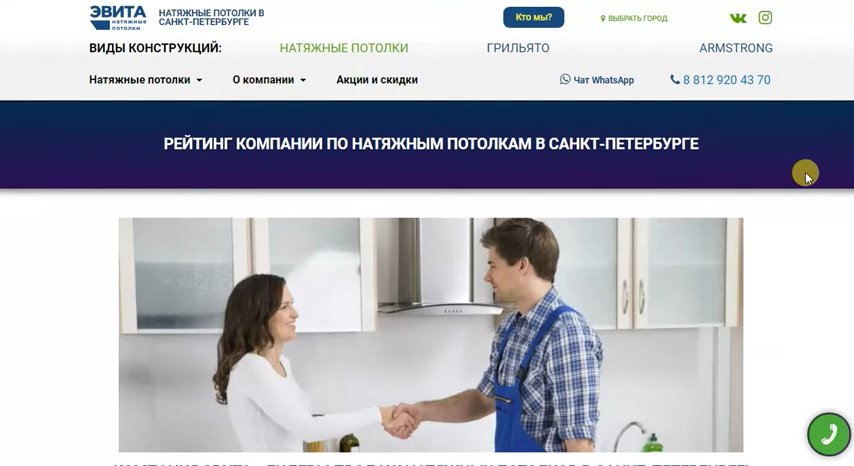 ЭВИТА
натяжные
потолки
НАТЯЖНЫЕ ПОТОЛКИ В
САНКТ-ПЕТЕРБУРГЕ
Кто мы?
ВЫБРАТЬ ГОРОД
ВИДЫ КОНСТРУКЦИЙ:
НАТЯЖНЫЕ ПОТОЛКИ
ГРИЛЬЯТО
ARMSTRONG
Натяжные потолки
О компании
Акции и скидки
Чат WhatsApp
8 812 920 43 70
РЕЙТИНГ КОМПАНИИ ПО НАТЯЖНЫМ ПОТОЛКАМ В САНКТ-ПЕТЕРБУРГЕ